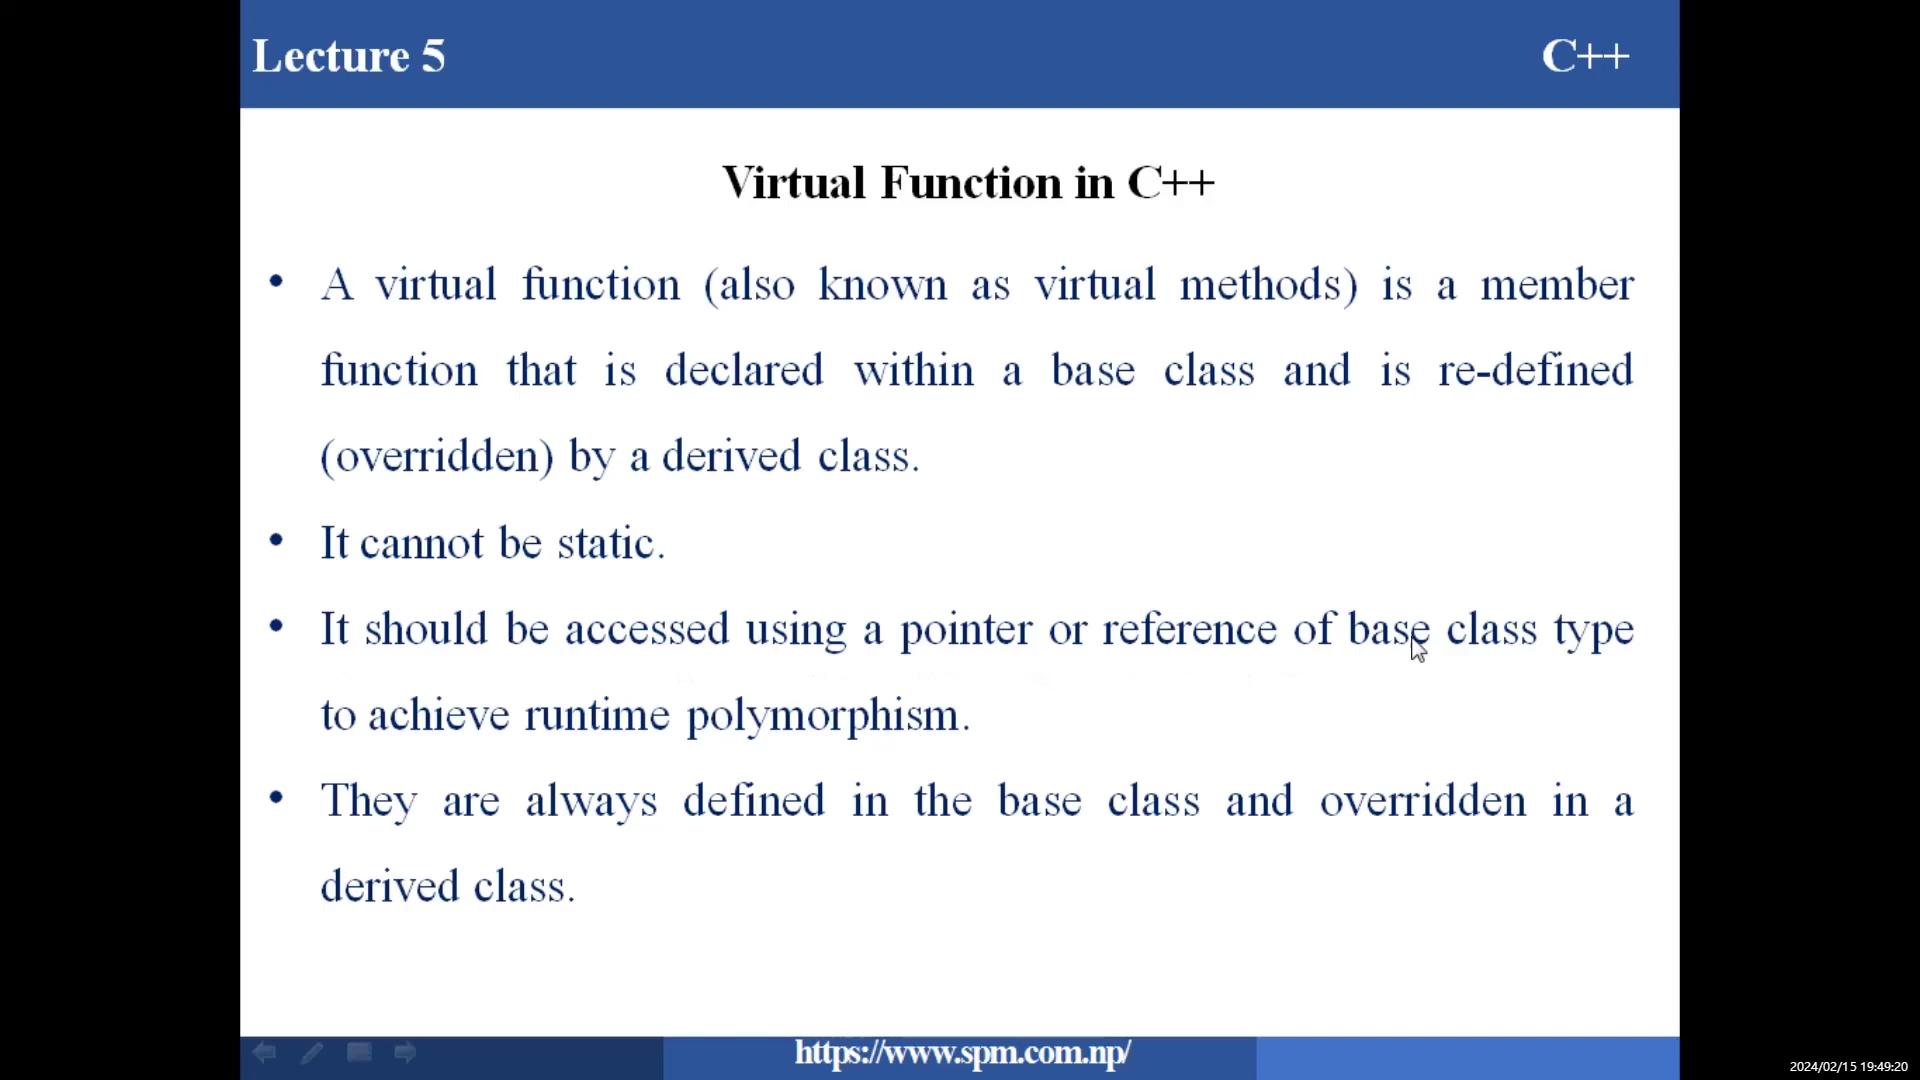 Lecture 5
C++
Virtual Function in C++
• A virtual function (also known as virtual methods) is a member
function that is declared within a base class and is re-defined
(overridden) by a derived class.
• It cannot be static.
• It should be accessed using a pointer or reference of base class type
to achieve runtime polymorphism.
• They are always defined in the base class and overridden in a
derived class.
https://www.spm.com.np/
2024/02/15 19:49:20